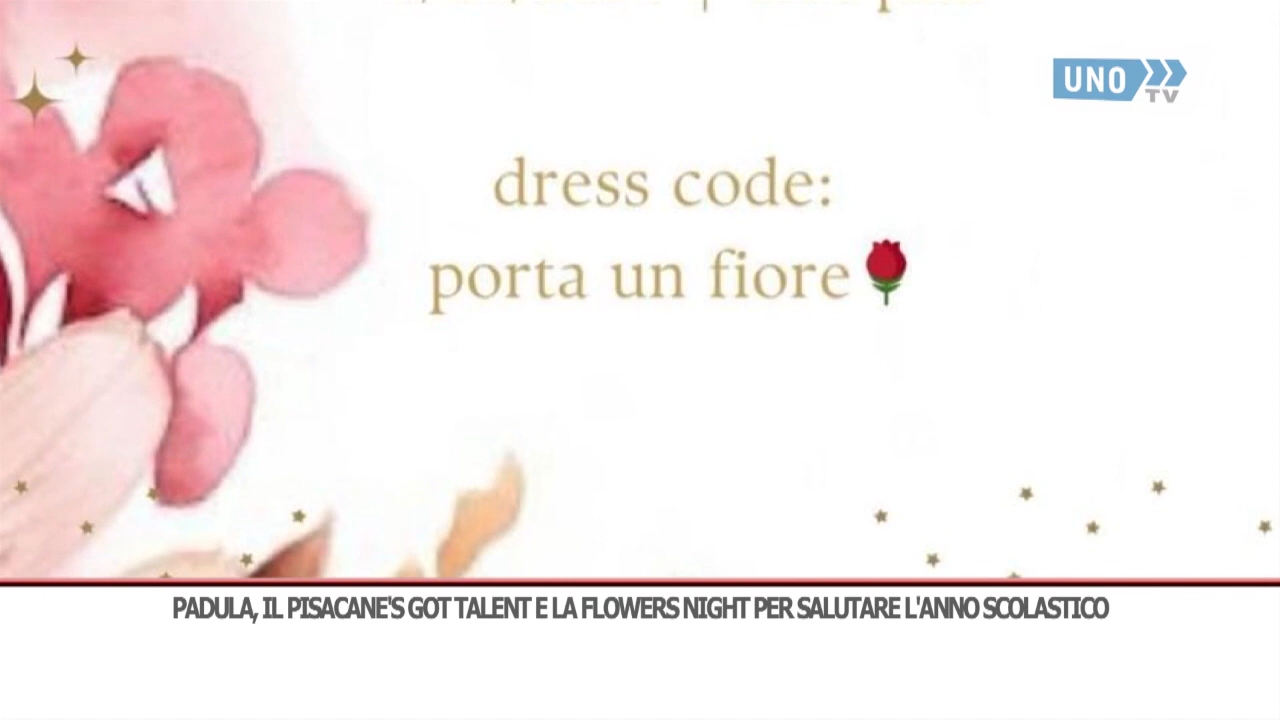 UNO
TV
dress code:
porta un fiore🌹
PADULA, IL PISACANE'S GOT TALENT E LA FLOWERS NIGHT PER SALUTARE L'ANNO SCOLASTICO